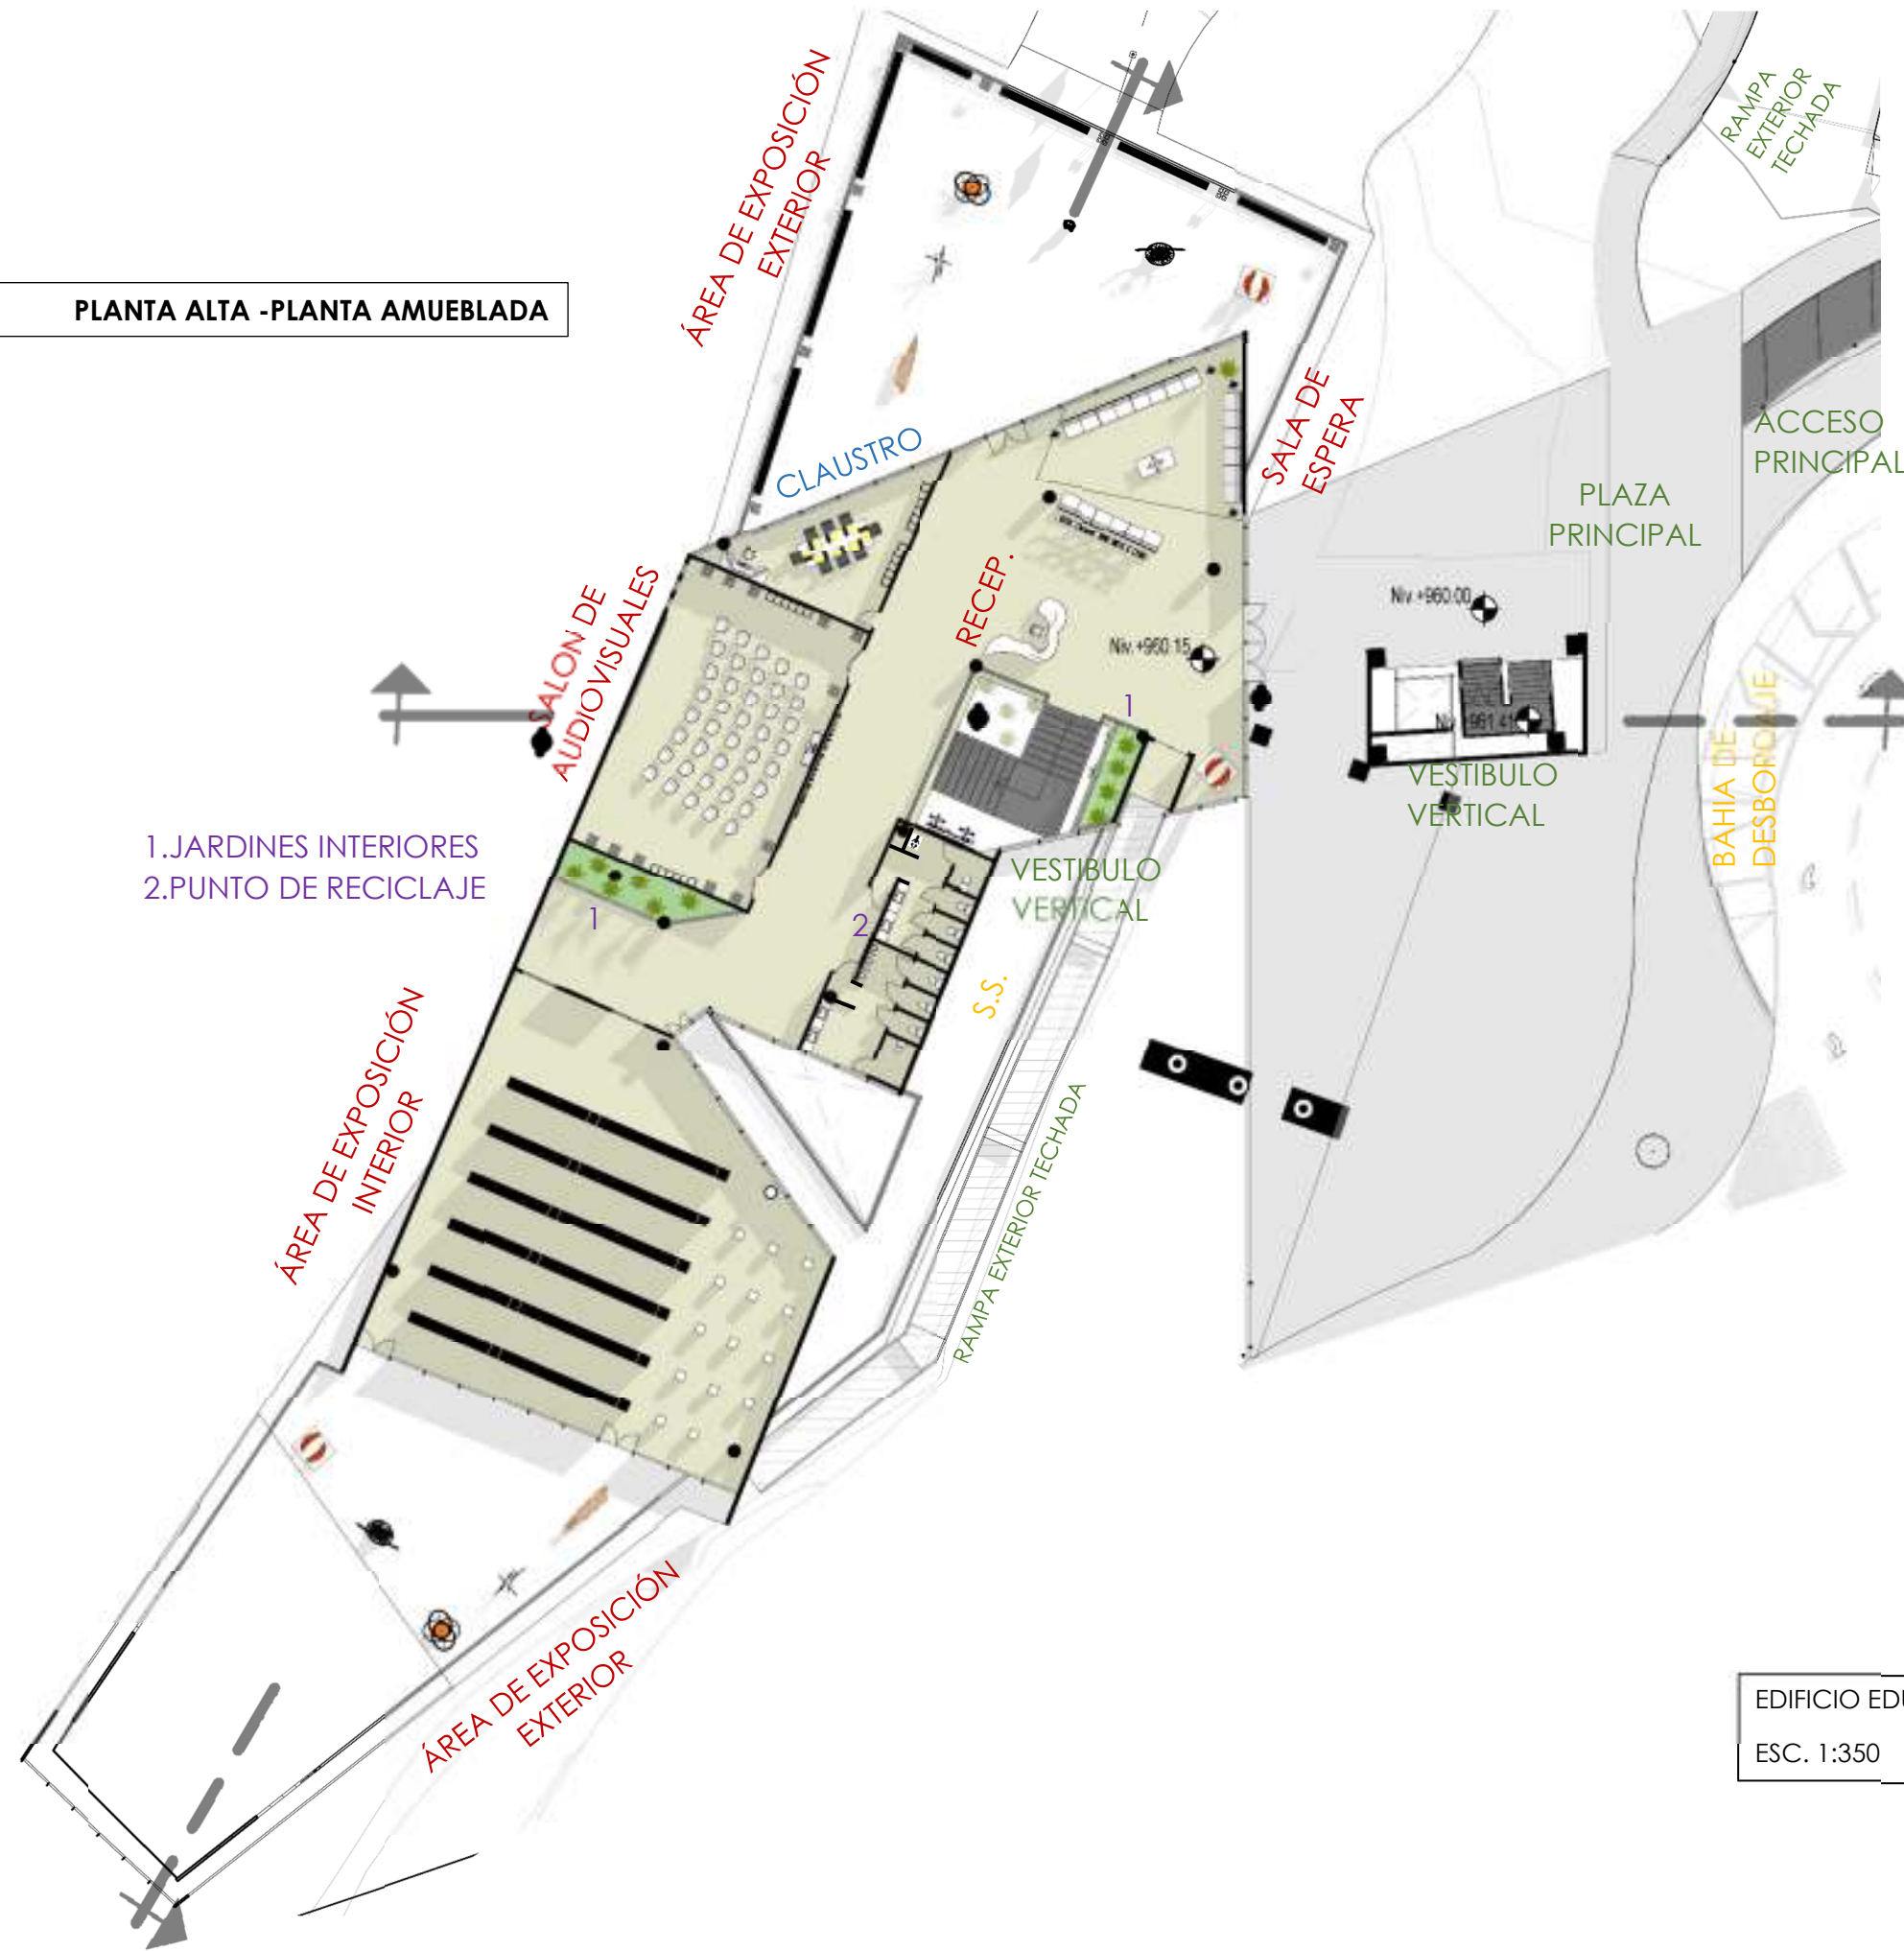 RAMPA
EXTERIOR
TECHADA
ÁREA DE EXPOSICIÓN
EXTERIOR
PLANTA ALTA -PLANTA AMUEBLADA
SALA DE
ESPERA
ACCESO
PRINCIPAL
CLAUSTRO
PLAZA
PRINCIPAL
RECEP.
SALON DE
AUDIOVISUALES
Niv.+960.00
Niv.+960.15
1
BAHIA DE
DESBORDAJE
VESTIBULO
VERTICAL
1.JARDINES INTERIORES
2.PUNTO DE RECICLAJE
VESTIBULO
VERTICAL
1
2
S.S.
ÁREA DE EXPOSICIÓN
INTERIOR
RAMPA EXTERIOR TECHADA
ÁREA DE EXPOSICIÓN
EXTERIOR
EDIFICIO
ESC. 1:350